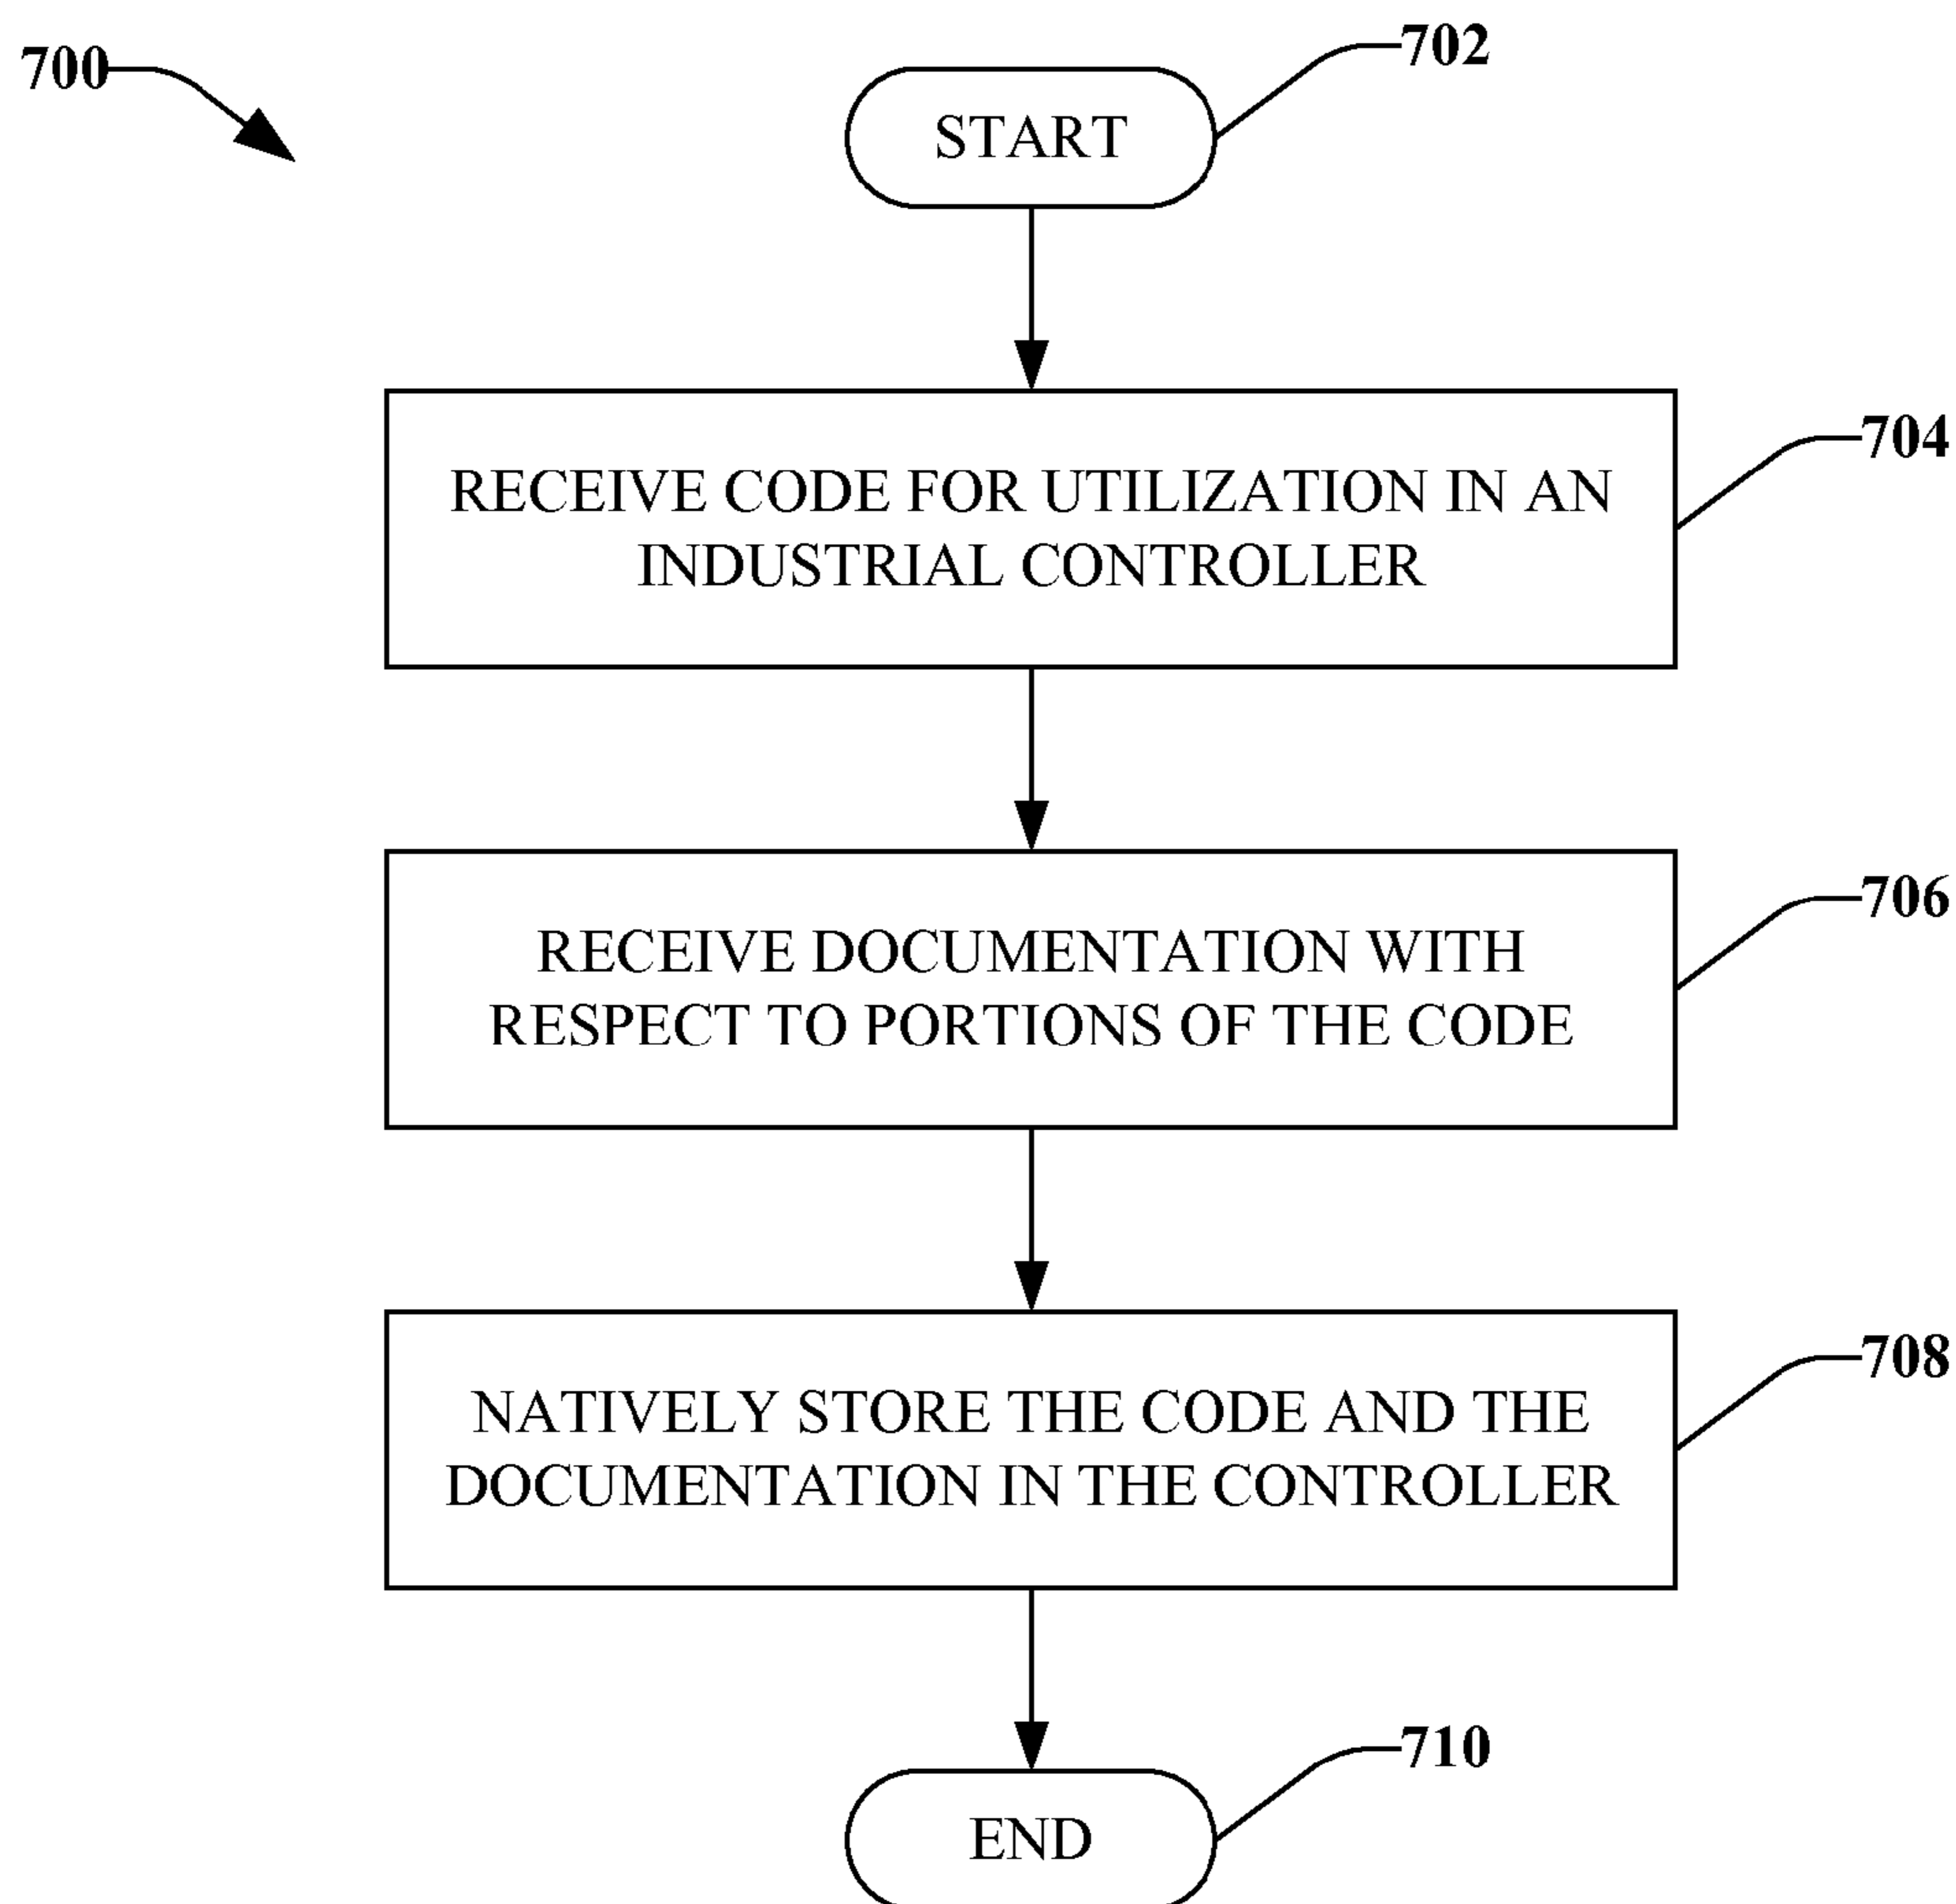 700
702
START
704
RECEIVE CODE FOR UTILIZATION IN AN
INDUSTRIAL CONTROLLER
706
RECEIVE DOCUMENTATION WITH
RESPECT TO PORTIONS OF THE CODE
708
NATIVELY STORE THE CODE AND THE
DOCUMENTATION IN THE CONTROLLER
710
END